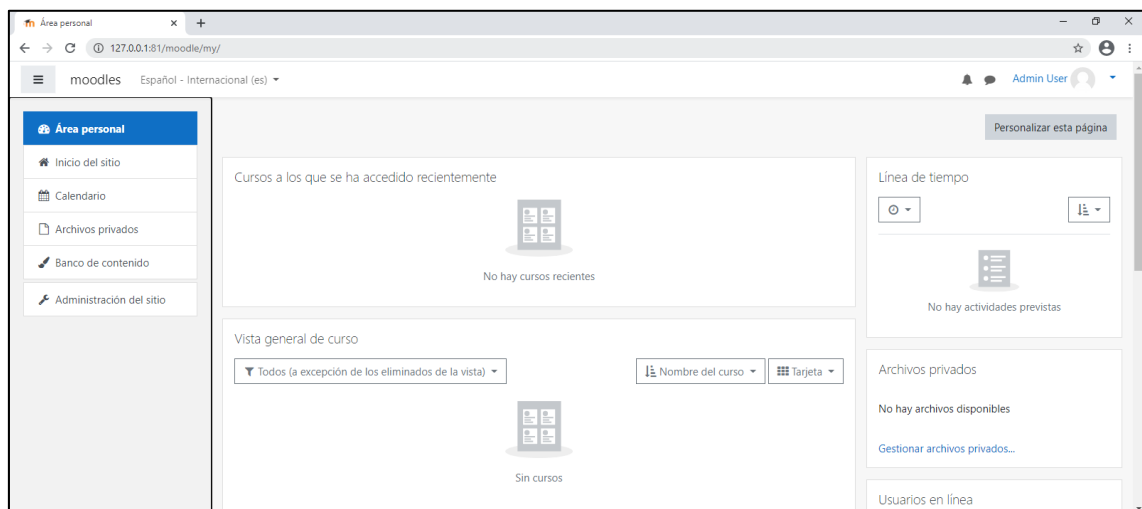 Área personal
127.0.0.1:81/moodle/my/
moodles Español - Internacional (es)
Admin User
Área personal
Inicio del sitio
Calendario
Archivos privados
Banco de contenido
Administración del sitio
Personalizar esta página
Cursos a los que se ha accedido recientemente
No hay cursos recientes
Vista general de curso
Todos (a excepción de los eliminados de la vista)
Nombre del curso
Tarjeta
Sin cursos
Línea de tiempo
No hay actividades previstas
Archivos privados
No hay archivos disponibles
Gestionar archivos privados...
Usuarios en línea